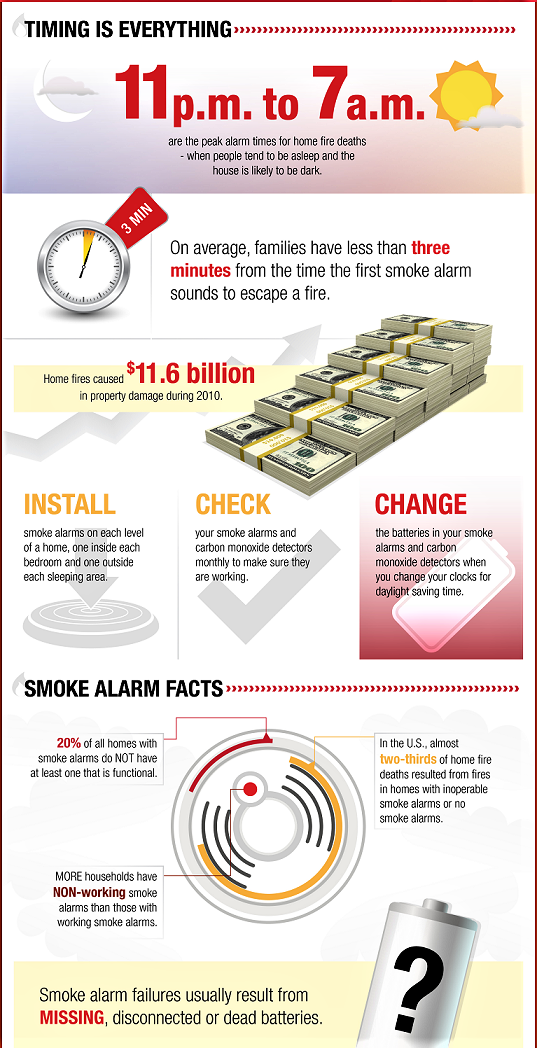 TIMING IS EVERYTHING
11p.m. to 7a.m.
are the peak alarm times for home fire deaths
- when people tend to be asleep and the
house is likely to be dark.
3 MIN
On average, families have less than three
minutes from the time the first smoke alarm
sounds to escape a fire.
Home fires caused $11.6 billion
in property damage during 2010.
INSTALL
smoke alarms on each level
of a home, one inside each
bedroom and one outside
each sleeping area.
CHECK
your smoke alarms and
carbon monoxide detectors
monthly to make sure they
are working.
CHANGE
the batteries in your smoke
alarms and carbon
monoxide detectors when
you change your clocks for
daylight saving time.
SMOKE ALARM FACTS
20% of all homes with
smoke alarms do NOT have
at least one that is functional.
In the U.S., almost
two-thirds of home fire
deaths resulted from fires
in homes with inoperable
smoke alarms or no
smoke alarms.
MORE households have
NON-working smoke
alarms than those with
working smoke alarms.
Smoke alarm failures usually result from
MISSING, disconnected or dead batteries.
?